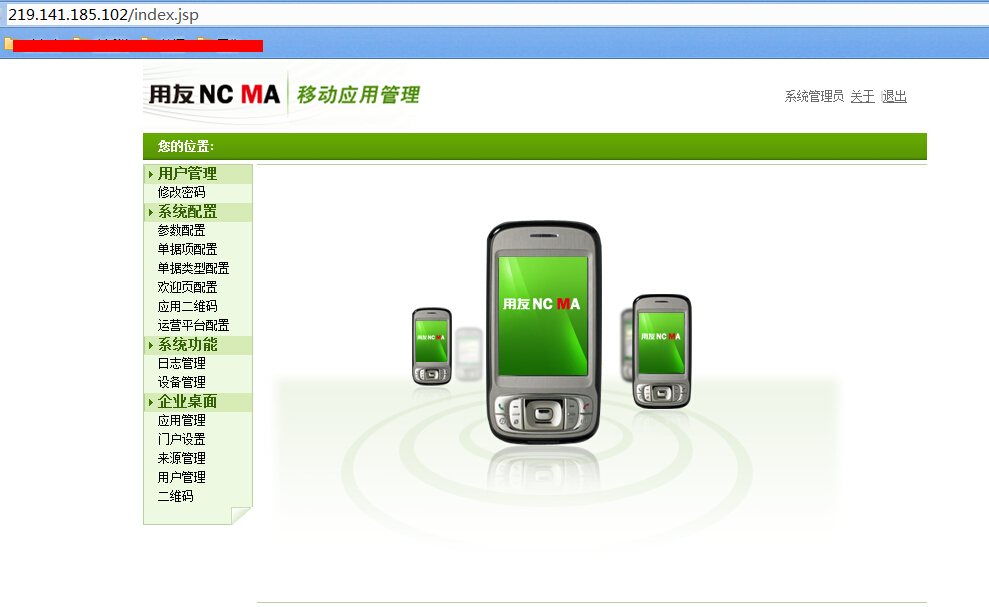 219.141.185.102/index.jsp
用友 NC MA 移动应用管理
系统管理员 关于 退出
您的位置:
用户管理
修改密码
系统配置
参数配置
单据项配置
单据类型配置
欢迎页配置
应用二维码
运营平台配置
系统功能
日志管理
设备管理
企业桌面
应用管理
门户设置
来源管理
用户管理
二维码
用友 NC MA
用友 NC MA
用友 NC MA